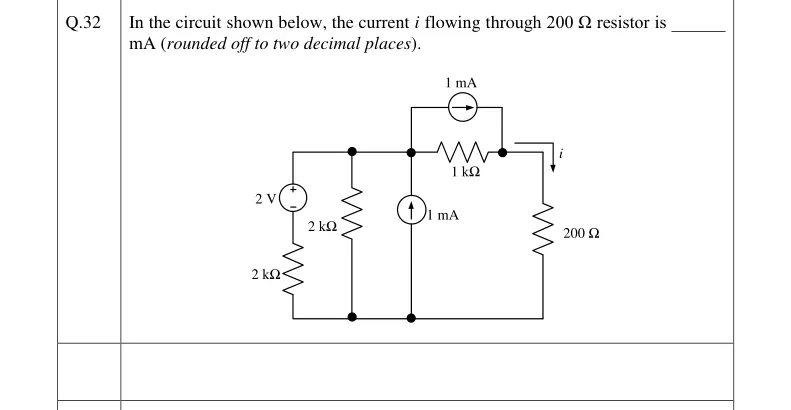 Q.32
In the circuit shown below, the current i flowing through 200 Ω resistor is ______
mA (rounded off to two decimal places).
1 mA
i
1 kΩ
2 V
+
−
1 mA
2 kΩ
200 Ω
2 kΩ